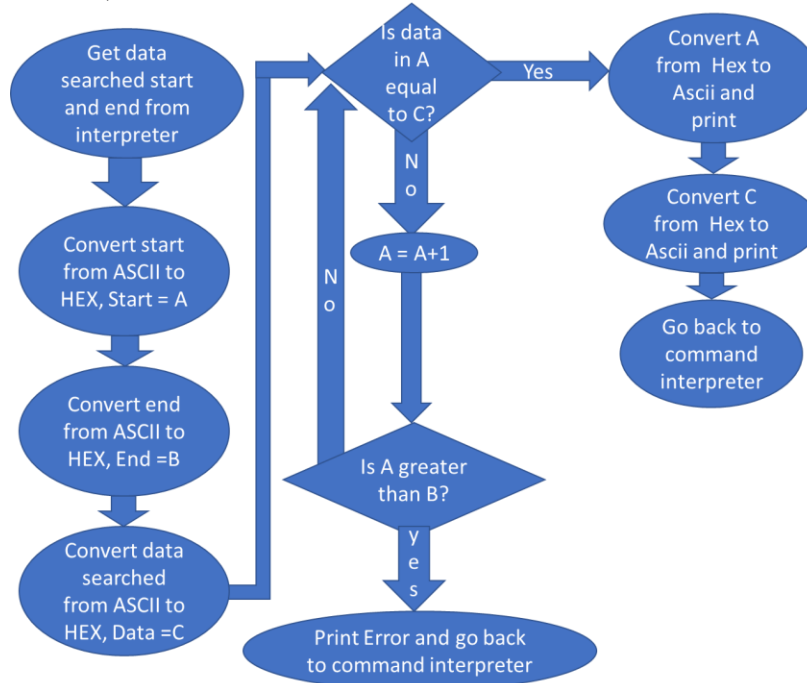 Get data
searched start
and end from
interpreter
Convert start
from ASCII to
HEX, Start = A
Convert end
from ASCII to
HEX, End =B
Convert data
searched
from ASCII to
HEX, Data =C
Is data
in A
equal
to C?
Yes
No
A = A+1
No
Is A greater
than B?
yes
Print Error and go back
to command interpreter
Convert A
from  Hex to
Ascii and
print
Convert C
from  Hex to
Ascii and print
Go back to
command
interpreter